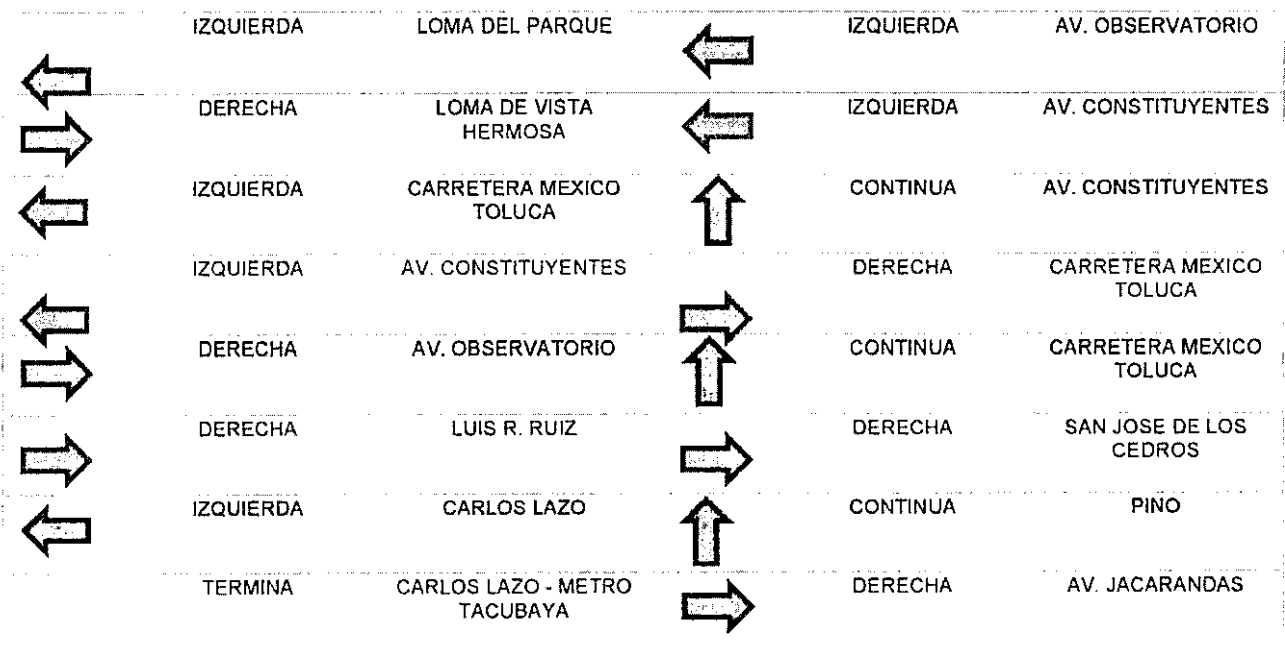 IZQUIERDA LOMA DEL PARQUE IZQUIERDA AV. OBSERVATORIO
DERECHA LOMA DE VISTA HERMOSA IZQUIERDA AV. CONSTITUYENTES
IZQUIERDA CARRETERA MEXICO TOLUCA CONTINUA AV. CONSTITUYENTES
IZQUIERDA AV. CONSTITUYENTES DERECHA CARRETERA MEXICO TOLUCA
DERECHA AV. OBSERVATORIO CONTINUA CARRETERA MEXICO TOLUCA
DERECHA LUIS R. RUIZ DERECHA SAN JOSE DE LOS CEDROS
IZQUIERDA CARLOS LAZO CONTINUA PINO
TERMINA CARLOS LAZO - METRO TACUBAYA DERECHA AV. JACARANDAS